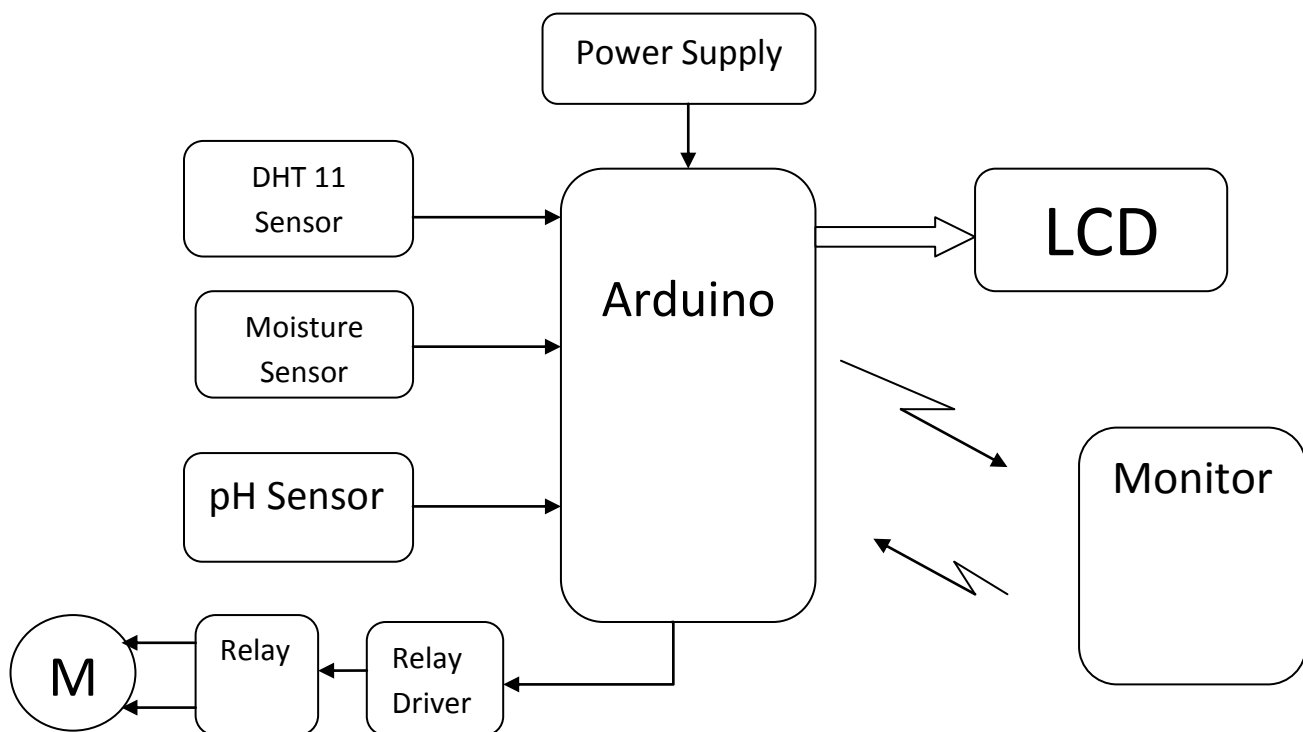 Power Supply
DHT 11
Sensor
LCD
Arduino
Moisture
Sensor
Monitor
pH Sensor
M
Relay
Relay
Driver